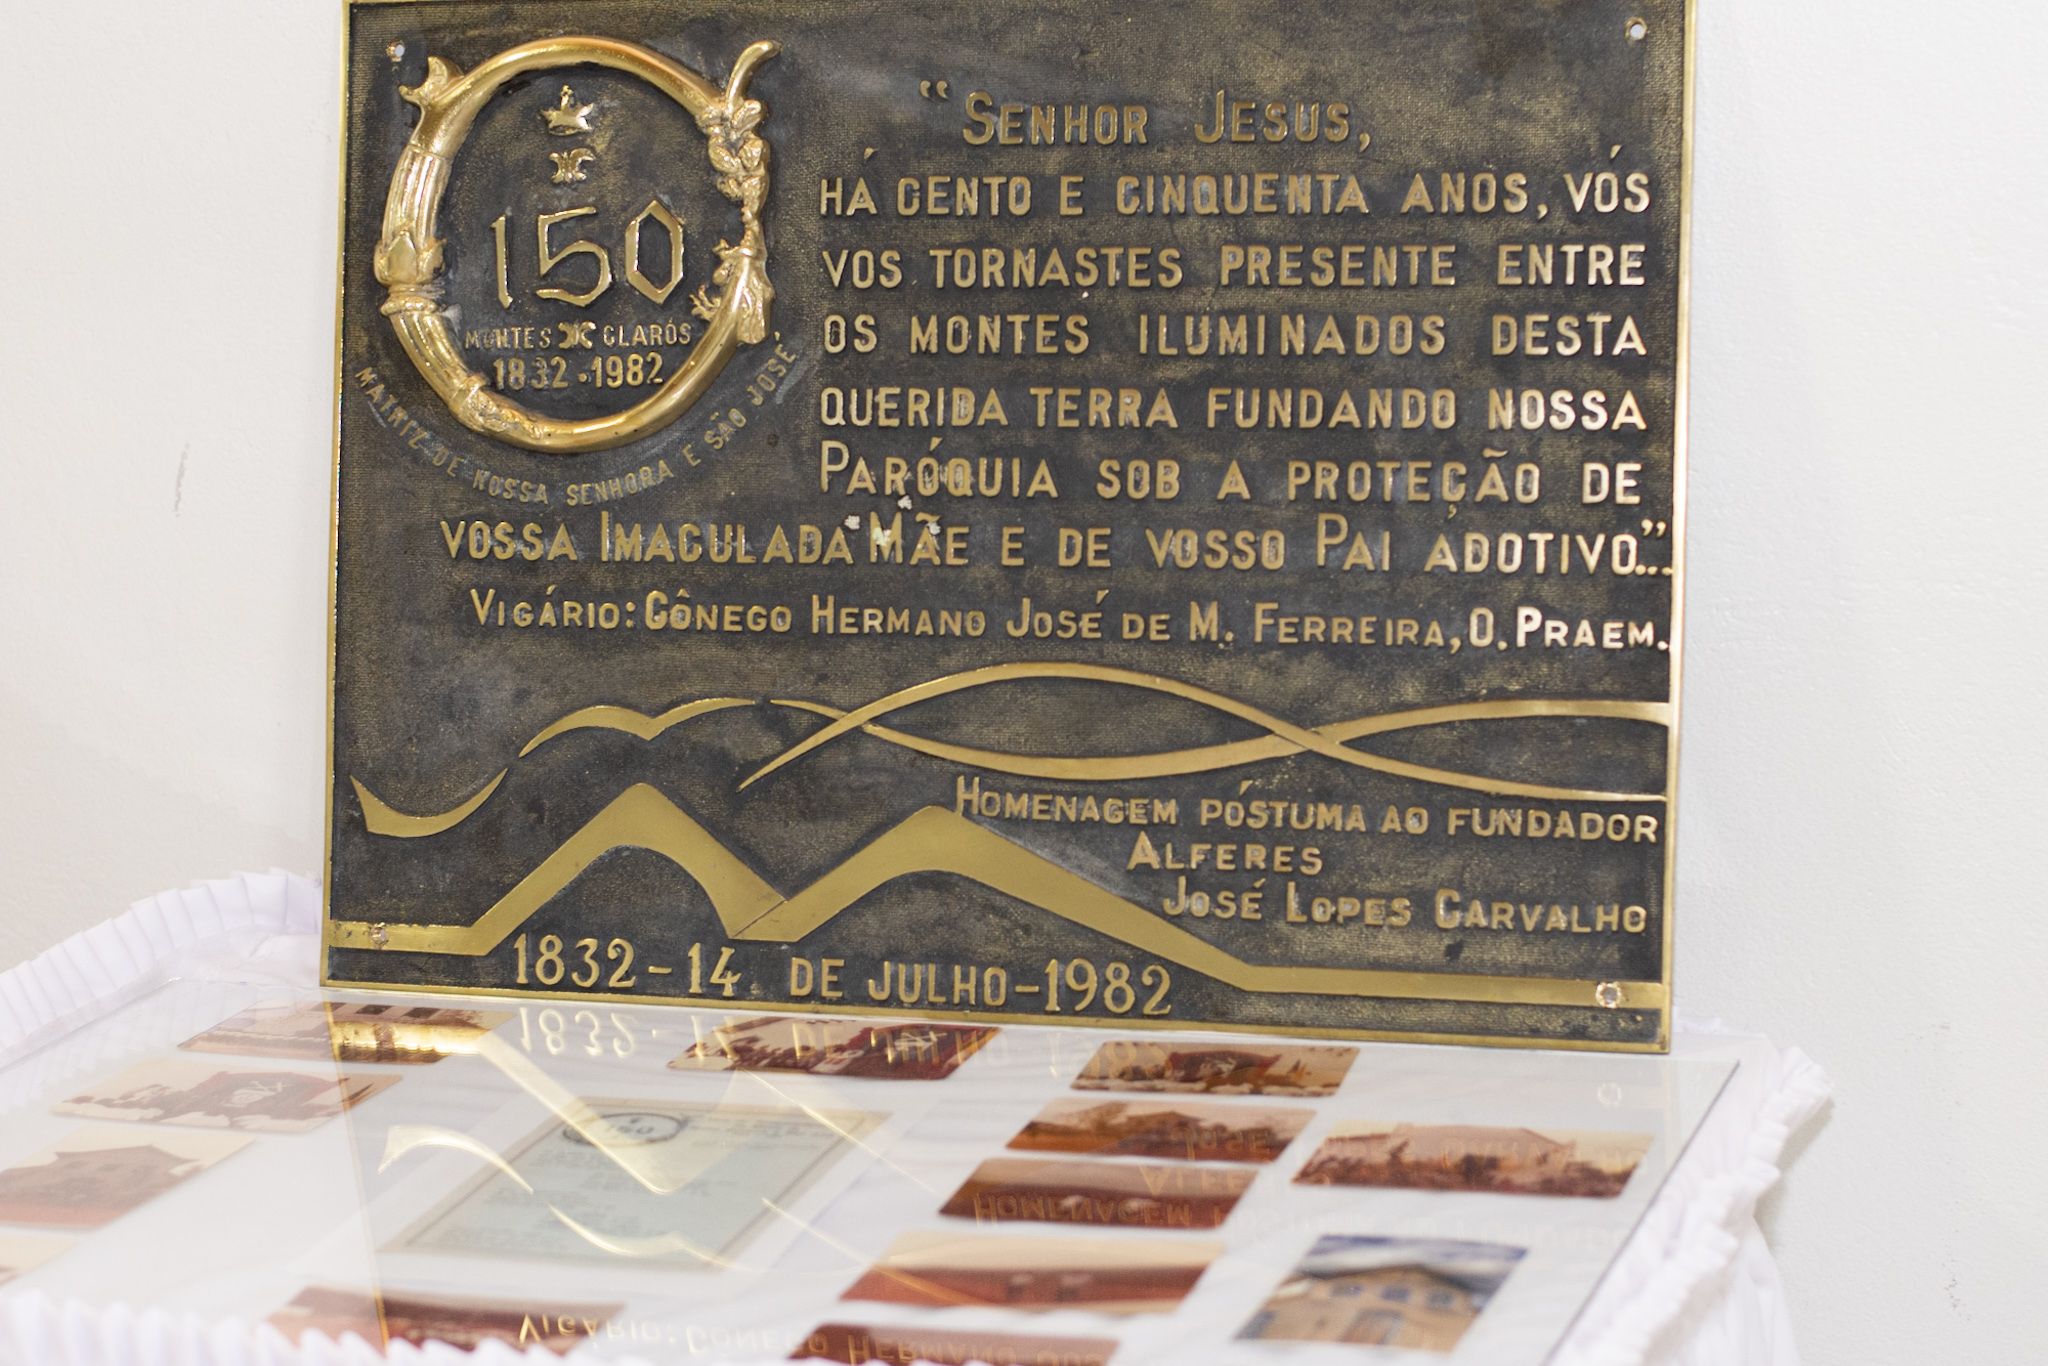 150
MONTES CLAROS
1832 · 1982
MATRIZ DE NOSSA SENHORA E SÃO JOSÉ
“SENHOR JESUS,
HÁ CENTO E CINQUENTA ANOS, VÓS
VOS TORNASTES PRESENTE ENTRE
OS MONTES ILUMINADOS DESTA
QUERIDA TERRA FUNDANDO NOSSA
PARÓQUIA SOB A PROTEÇÃO DE
VOSSA IMACULADA MÃE E DE VOSSO PAI ADOTIVO...”
VIGÁRIO: CÔNEGO HERMANO JOSÉ DE M. FERREIRA, O. PRAEM.
HOMENAGEM PÓSTUMA AO FUNDADOR
ALFERES
JOSÉ LOPES CARVALHO
1832 - 14 DE JULHO - 1982